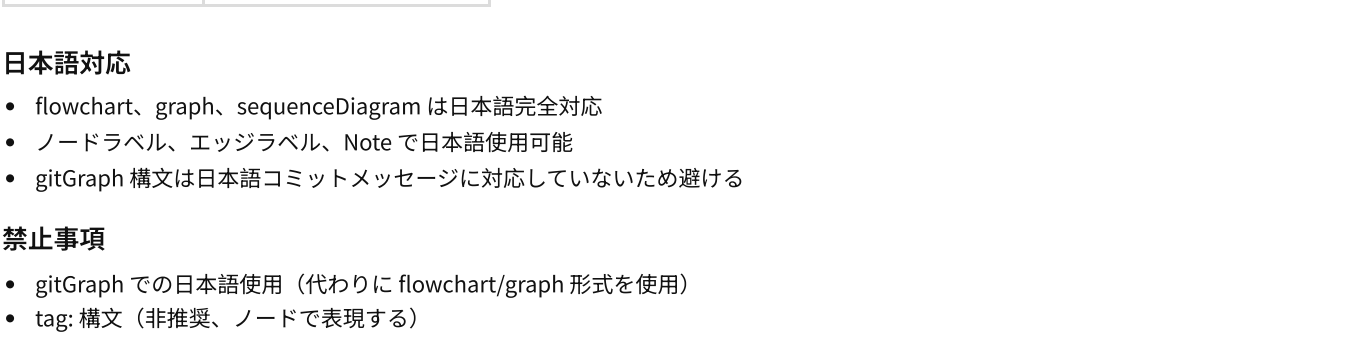 日本語対応
• flowchart、graph、sequenceDiagram は日本語完全対応
• ノードラベル、エッジラベル、Note で日本語使用可能
• gitGraph 構文は日本語コミットメッセージに対応していないため避ける
禁止事項
• gitGraph での日本語使用（代わりに flowchart/graph 形式を使用）
• tag: 構文（非推奨、ノードで表現する）